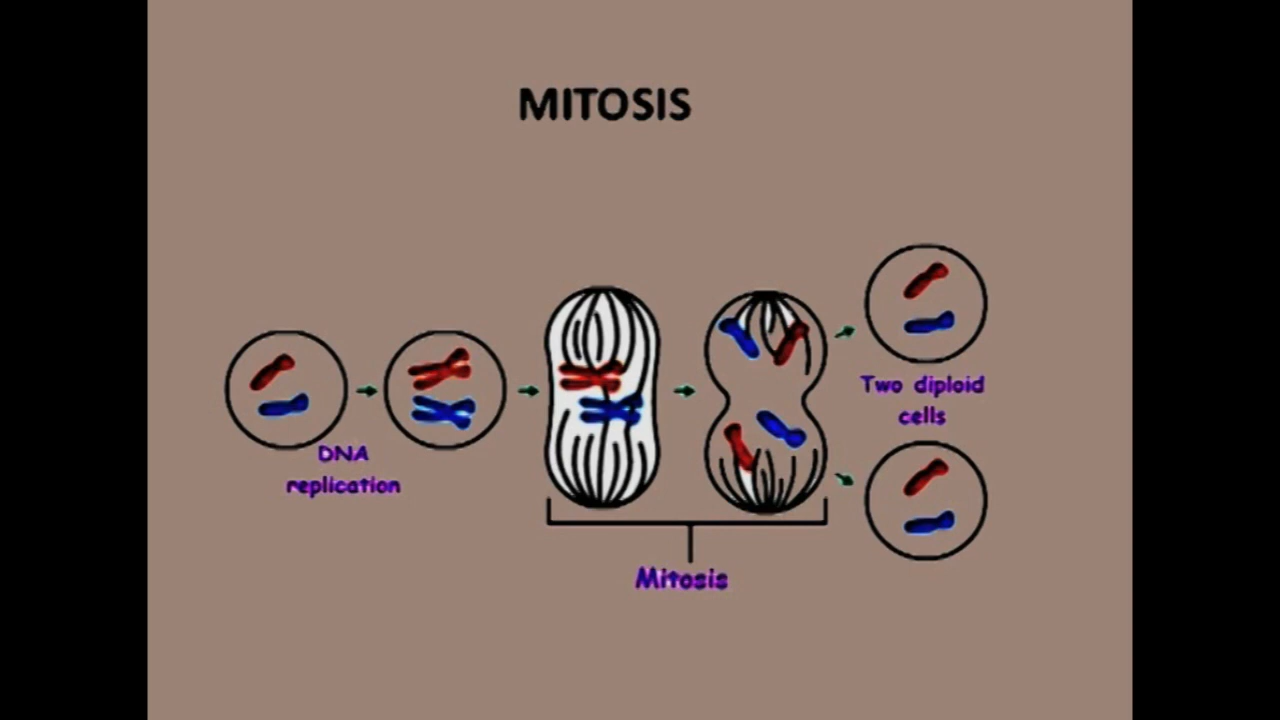 MITOSIS
DNA
replication
Mitosis
Two diploid
cells